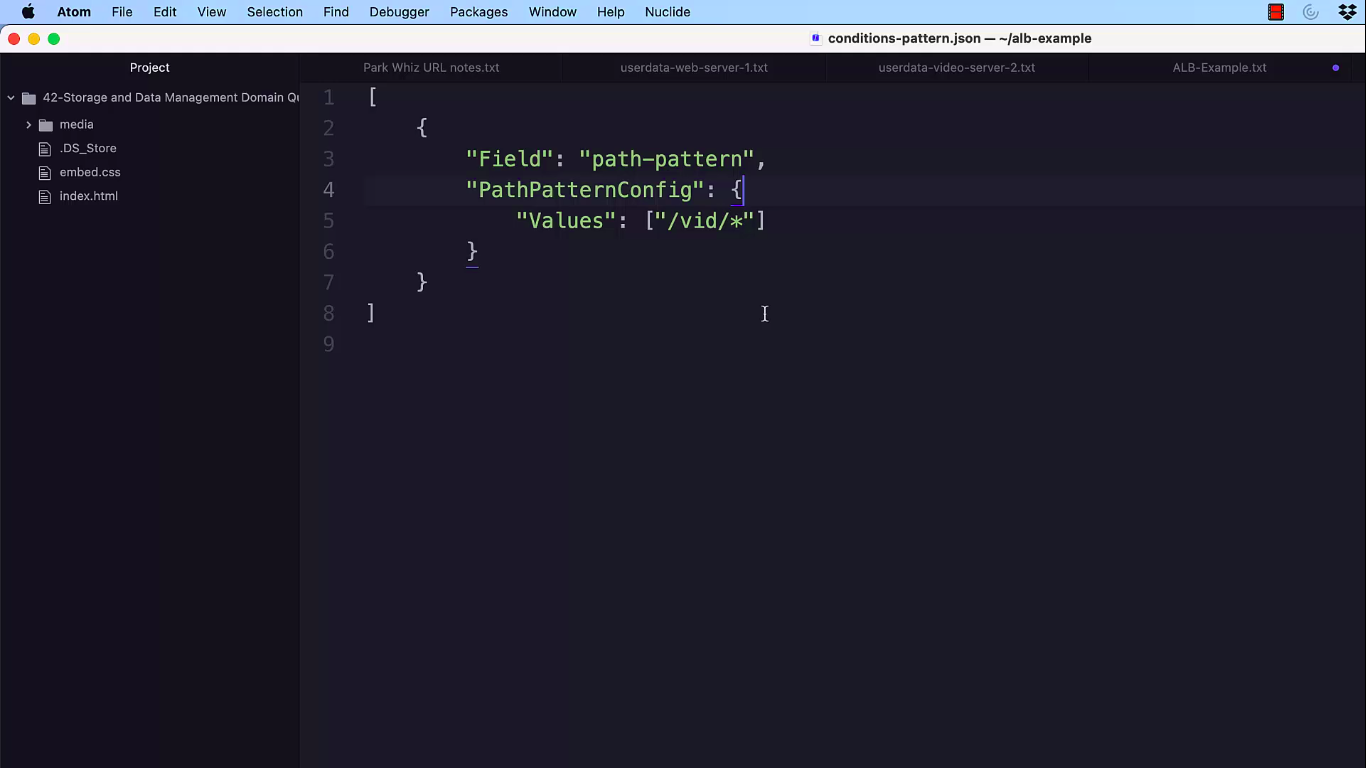 Atom File Edit View Selection Find Debugger Packages Window Help Nuclide
conditions-pattern.json — ~/alb-example
Project
Park Whiz URL notes.txt
userdata-web-server-1.txt
userdata-video-server-2.txt
ALB-Example.txt
42-Storage and Data Management Domain Qu
media
.DS_Store
embed.css
index.html
1 [
2 {
3 "Field": "path-pattern",
4 "PathPatternConfig": {
5 "Values": ["/vid/*"]
6 }
7 }
8 ]
9